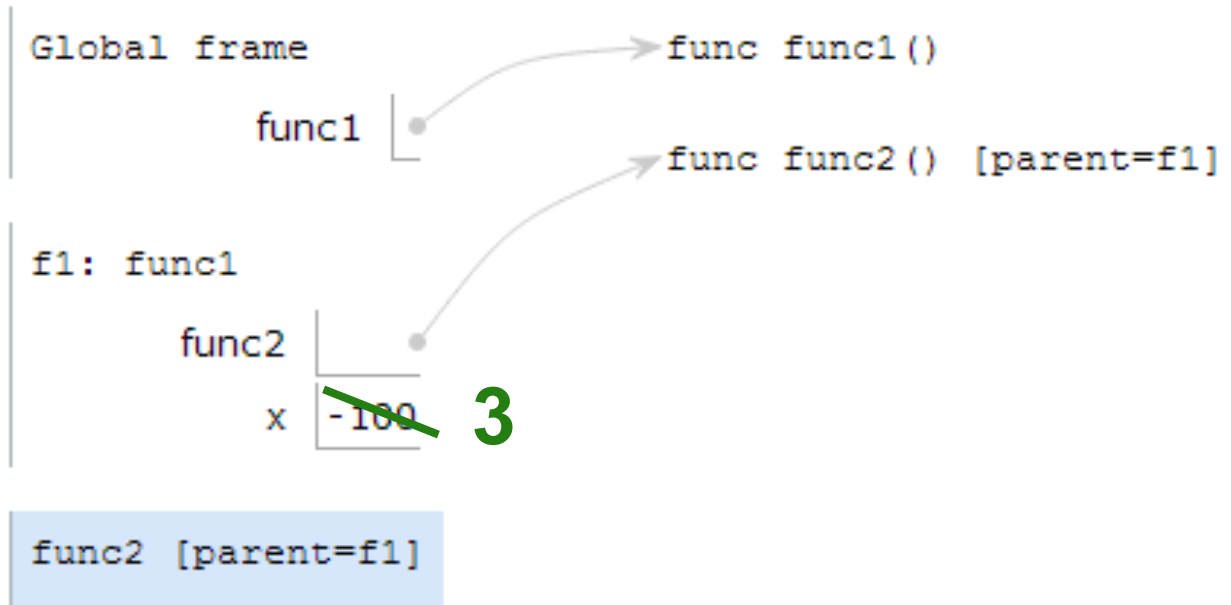 Global frame
func1
func func1()
func func2() [parent=f1]
f1: func1
func2
x -100 3
func2 [parent=f1]